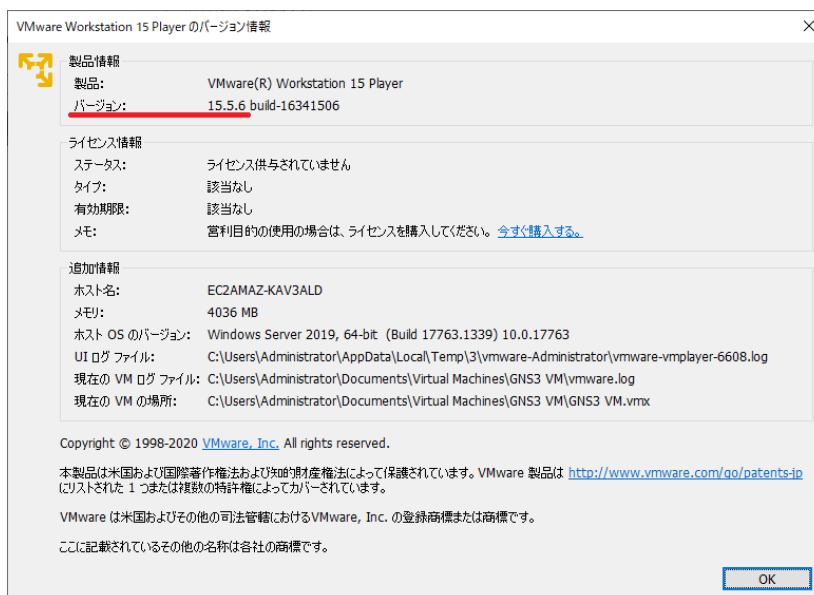 VMware Workstation 15 Player のバージョン情報
製品情報
製品: VMware(R) Workstation 15 Player
バージョン: 15.5.6 build-16341506
ライセンス情報
ステータス: ライセンス供与されていません
タイプ: 該当なし
有効期限: 該当なし
メモ: 営利目的の使用の場合は、ライセンスを購入してください。 今すぐ購入する。
追加情報
ホスト名: EC2AMAZ-KAV3ALD
メモリ: 4036 MB
ホスト OS のバージョン: Windows Server 2019, 64-bit (Build 17763.1339) 10.0.17763
UI ログ ファイル: C:\Users\Administrator\AppData\Local\Temp\3\vmware-Administrator\vmware-vmplayer-6608.log
現在の VM ログ ファイル: C:\Users\Administrator\Documents\Virtual Machines\GNS3 VM\vmware.log
現在の VM の場所: C:\Users\Administrator\Documents\Virtual Machines\GNS3 VM\GNS3 VM.vmx
Copyright © 1998-2020 VMware, Inc. All rights reserved.
本製品は米国および国際著作権法および知的財産権法によって保護されています。VMware 製品は http://www.vmware.com/go/patents-jp
にリストされた 1 つまたは複数の特許権によってカバーされています。
VMware は米国およびその他の司法管轄におけるVMware, Inc. の登録商標または商標です。
ここに記載されているその他の名称は各社の商標です。
OK